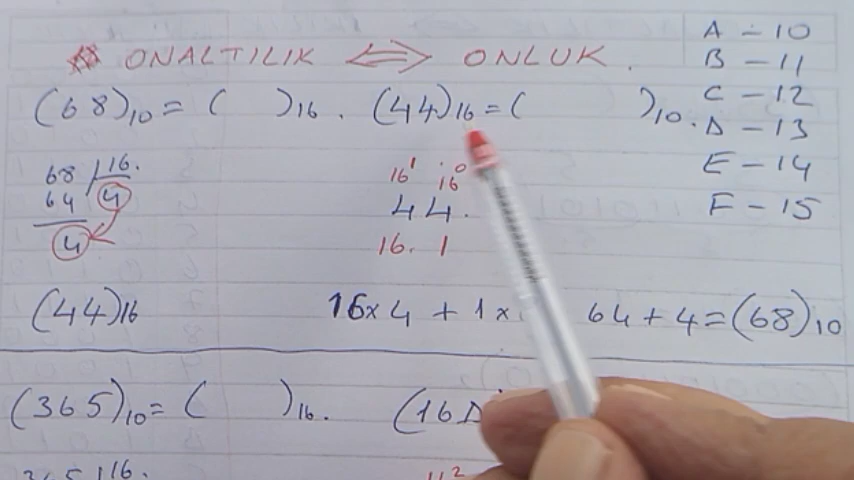 ONALTILIK ⇔ ONLUK.
A – 10
B – 11
C – 12
D – 13
E – 14
F – 15
(68)₁₀ = (    )₁₆. (44)₁₆ = (    )₁₀.
68 | 16.
64 4
4
16¹ 16⁰
44.
16. 1
(44)₁₆
16x4 + 1x
64 + 4 = (68)₁₀
(365)₁₀ = (    )₁₆. (16D
365 | 16.